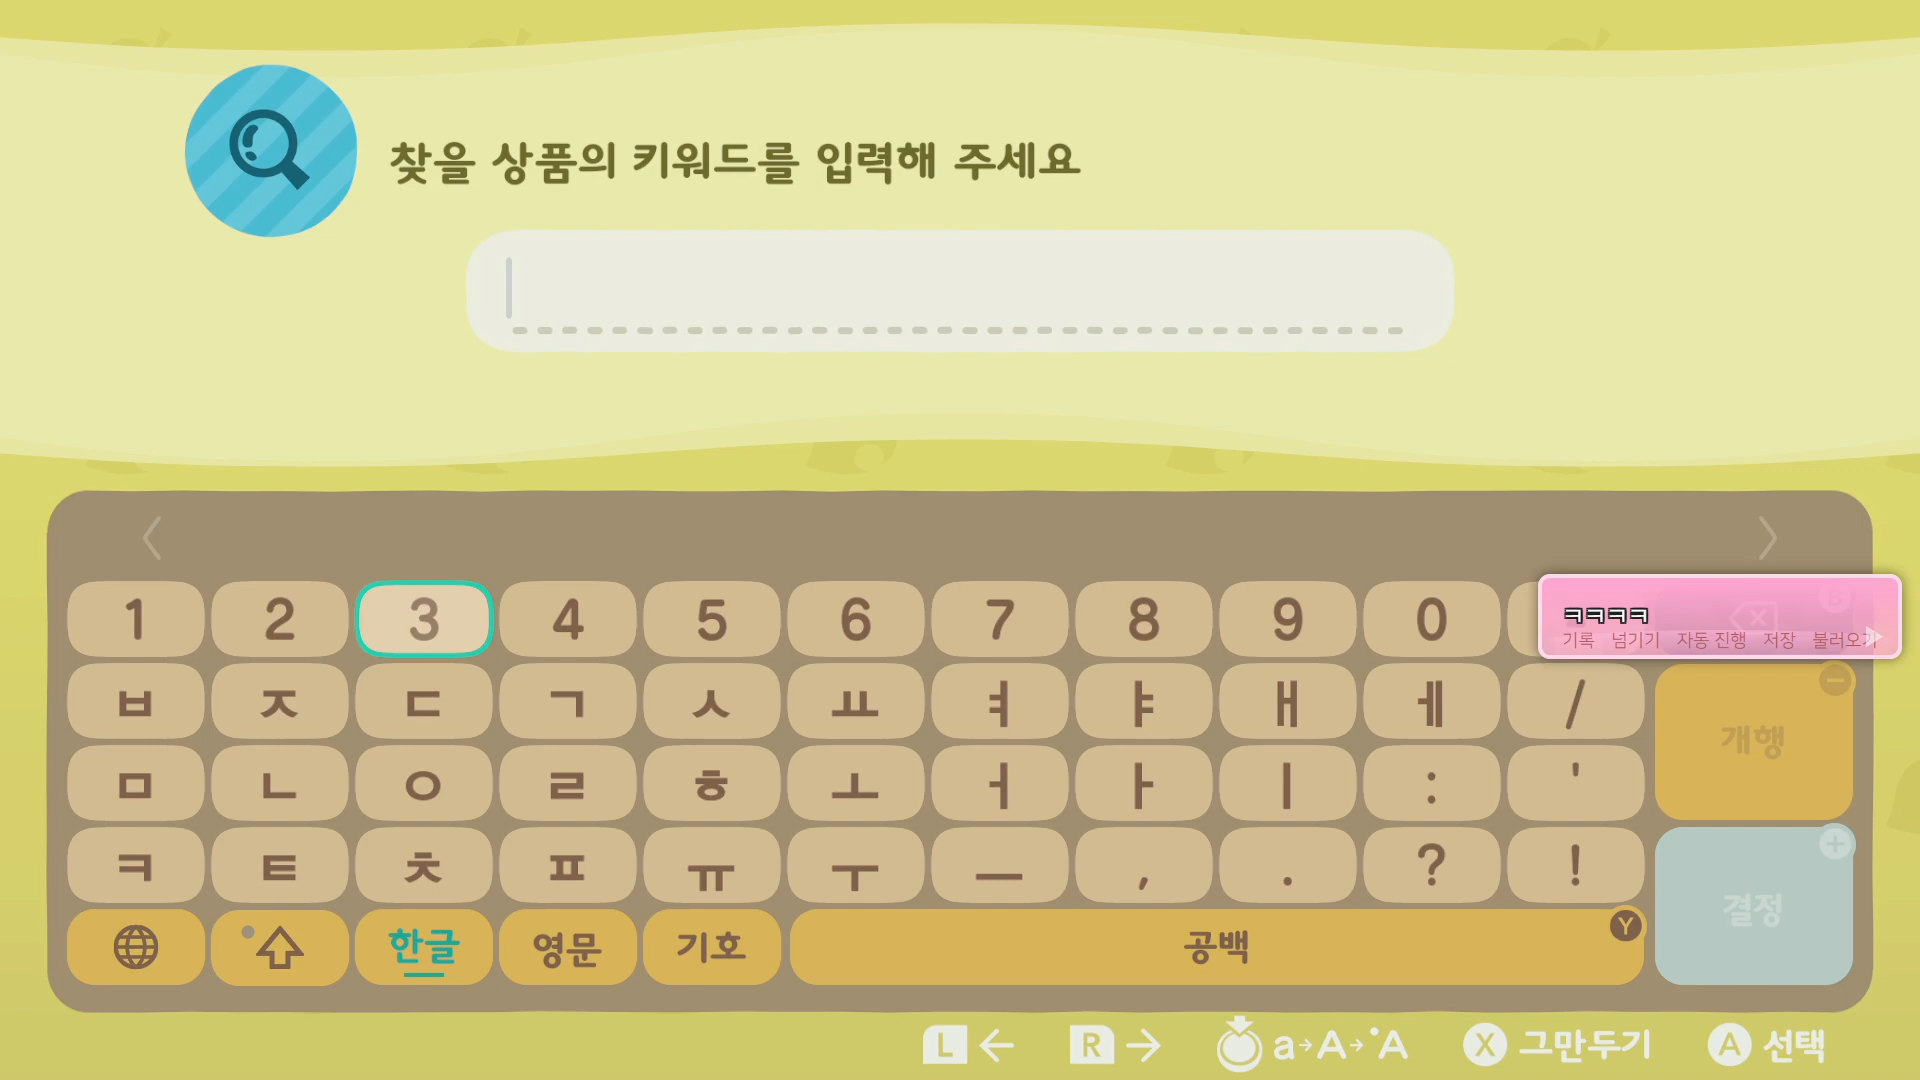 찾을 상품의 키워드를 입력해 주세요
1 2 3 4 5 6 7 8 9 0
ㅋㅋㅋㅋ
기록 넘기기 자동 진행 저장 불러오기
ㅂ ㅈ ㄷ ㄱ ㅅ ㅛ ㅕ ㅑ ㅐ ㅔ /
개행
ㅁ ㄴ ㅇ ㄹ ㅎ ㅗ ㅓ ㅏ ㅣ : '
ㅋ ㅌ ㅊ ㅍ ㅠ ㅜ ㅡ , . ? !
결정
한글 영문 기호 공백 Y
L ← R → a→A→•A X 그만두기 A 선택